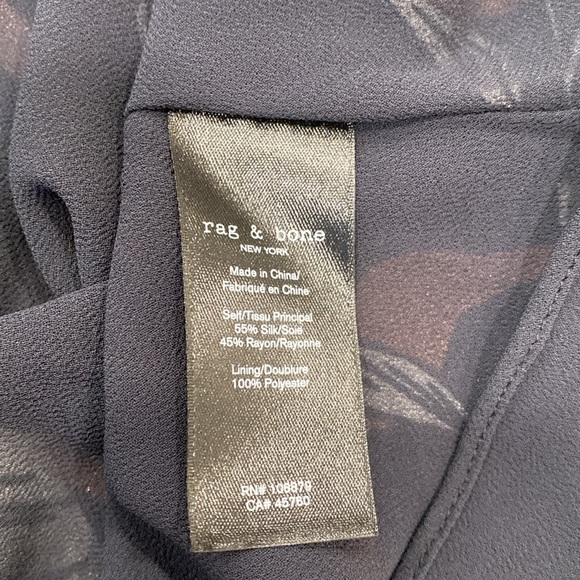 rag & bone
NEW YORK
Made in China/
Fabriqué en Chine
Self/Tissu Principal
55% Silk/Soie
45% Rayon/Rayonne
Lining/Doublure
100% Polyester
RN# 108870
CA# 45760